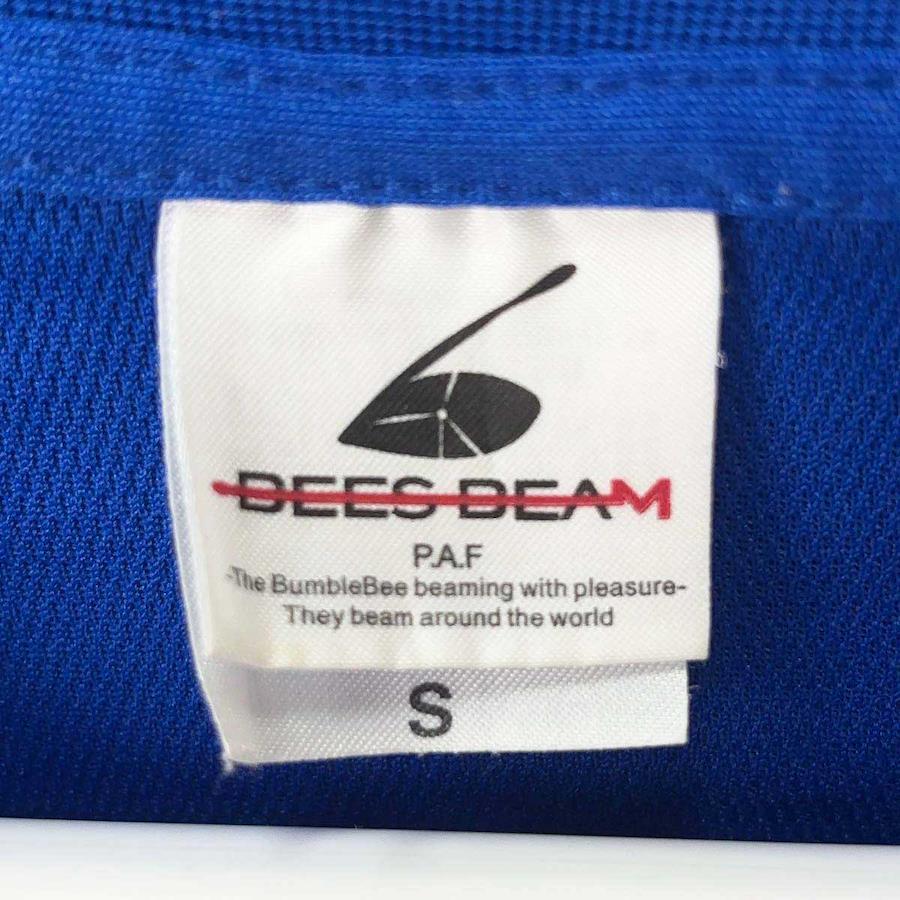 BEES BEAM
P.A.F
-The BumbleBee beaming with pleasure-
They beam around the world
S